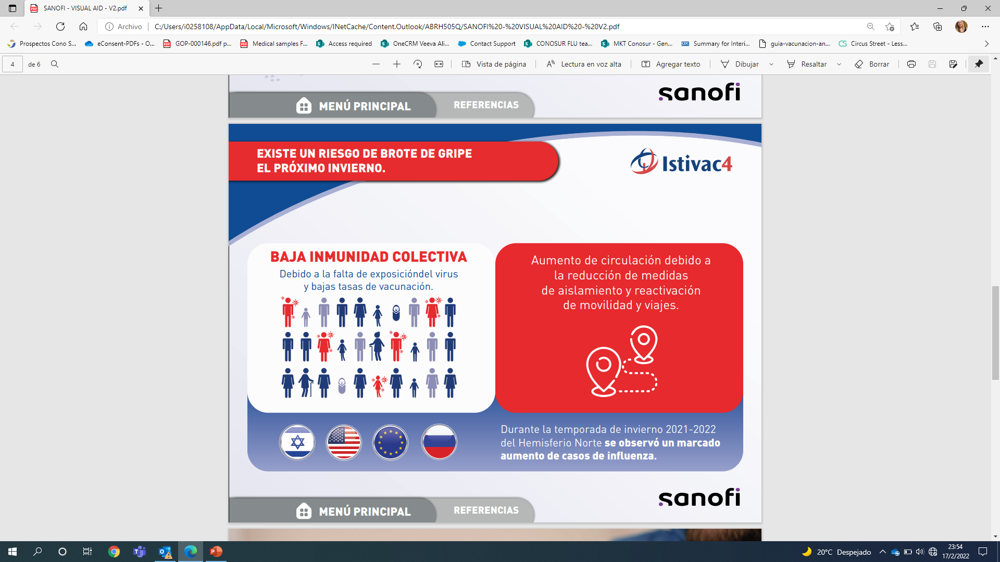 SANOFI - VISUAL AID - V2.pdf
Archivo
C:/Users/i0258108/AppData/Local/Microsoft/Windows/INetCache/Content.Outlook/ABRH505Q/SANOFI%20-%20VISUAL%20AID%20-%20V2.pdf
Prospectos Cono S... eConsent-PDFs - O... GOP-000146.pdf p... Medical samples F... Access required OneCRM Veeva Ali... Contact Support CONOSUR FLU tea... MKT Conosur - Gen... CDC Summary for Interi... guia-vacunacion-an... CS Circus Street - Less...
4 de 6 Vista de página Lectura en voz alta Agregar texto Dibujar Resaltar Borrar
sanofi
MENÚ PRINCIPAL REFERENCIAS
EXISTE UN RIESGO DE BROTE DE GRIPE
EL PRÓXIMO INVIERNO.
Istivac4
BAJA INMUNIDAD COLECTIVA
Debido a la falta de exposicióndel virus
y bajas tasas de vacunación.
Aumento de circulación debido a
la reducción de medidas
de aislamiento y reactivación
de movilidad y viajes.
Durante la temporada de invierno 2021-2022
del Hemisferio Norte se observó un marcado
aumento de casos de influenza.
sanofi
MENÚ PRINCIPAL REFERENCIAS
20°C Despejado
23:54
17/2/2022